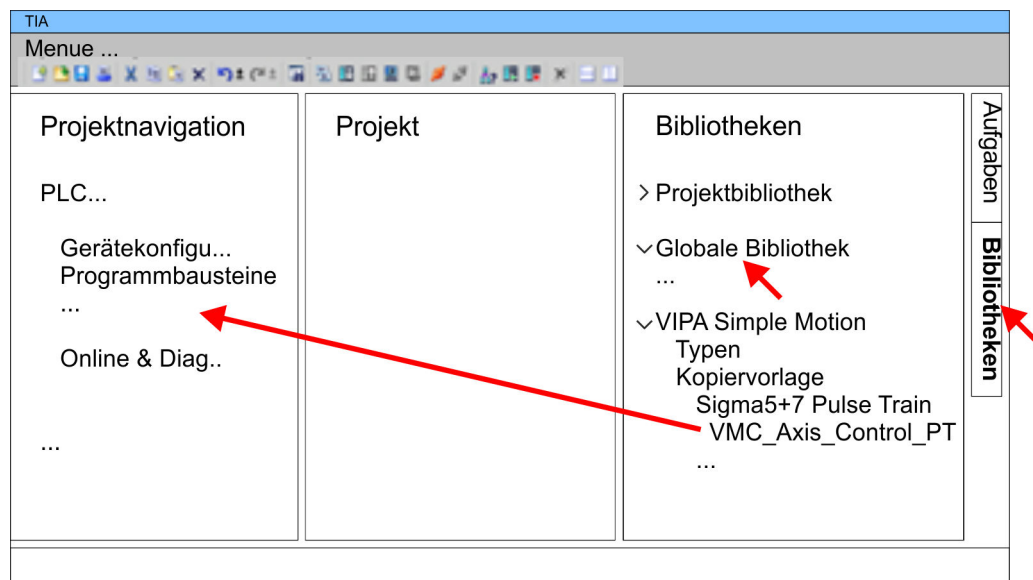 TIA
Menue ...
Projektnavigation
PLC...
Gerätekonfigu...
Programmbausteine
...
Online & Diag..
...
Projekt
Bibliotheken
Projektbibliothek
Globale Bibliothek
...
VIPA Simple Motion
Typen
Kopiervorlage
Sigma5+7 Pulse Train
VMC_Axis_Control_PT
...
Aufgaben
Bibliotheken